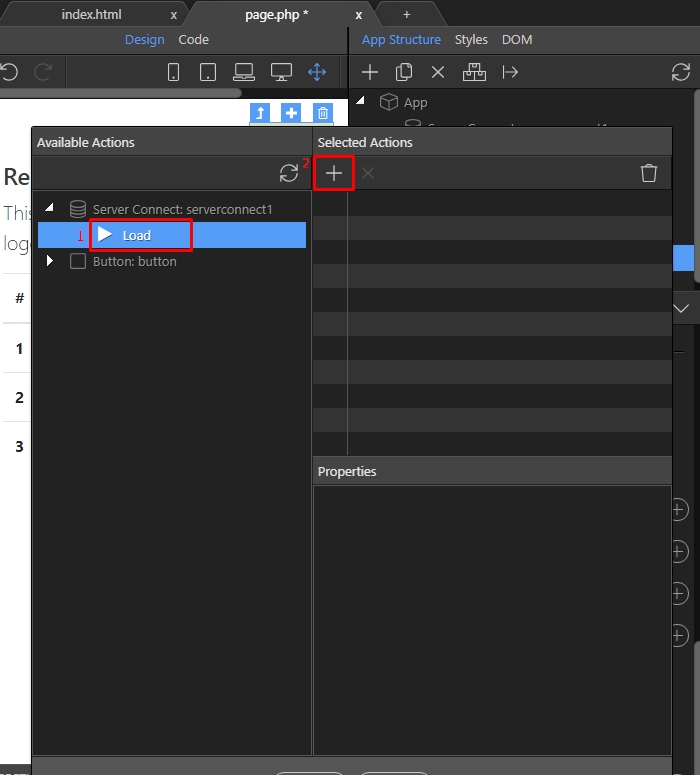 index.html x page.php * x +
Design Code
App Structure Styles DOM
App
Available Actions
Selected Actions
2
Server Connect: serverconnect1
1 Load
Button: button
Re
This
#
1
2
3
Properties